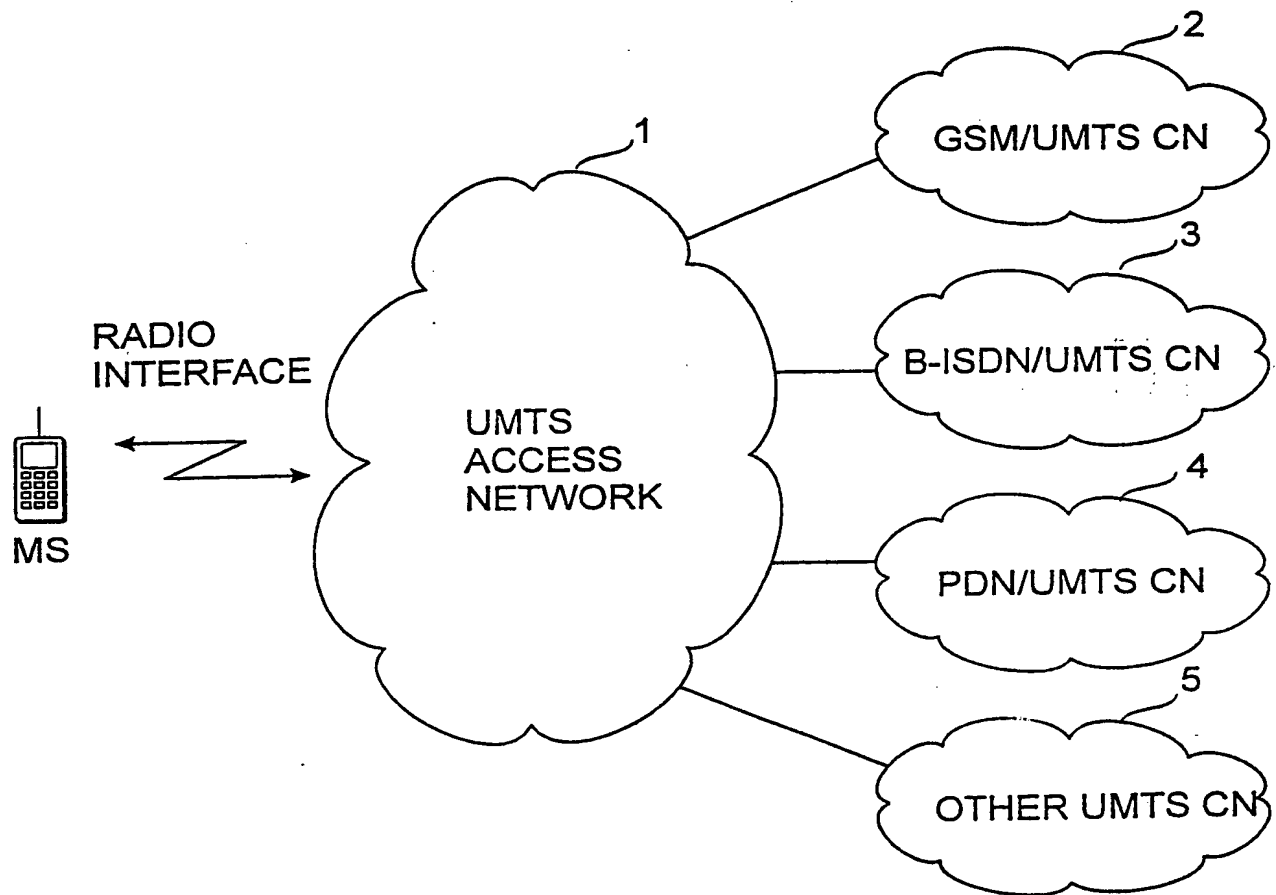 2
GSM/UMTS CN
1
3
RADIO
INTERFACE
B-ISDN/UMTS CN
UMTS
ACCESS
NETWORK
4
MS
PDN/UMTS CN
5
OTHER UMTS CN